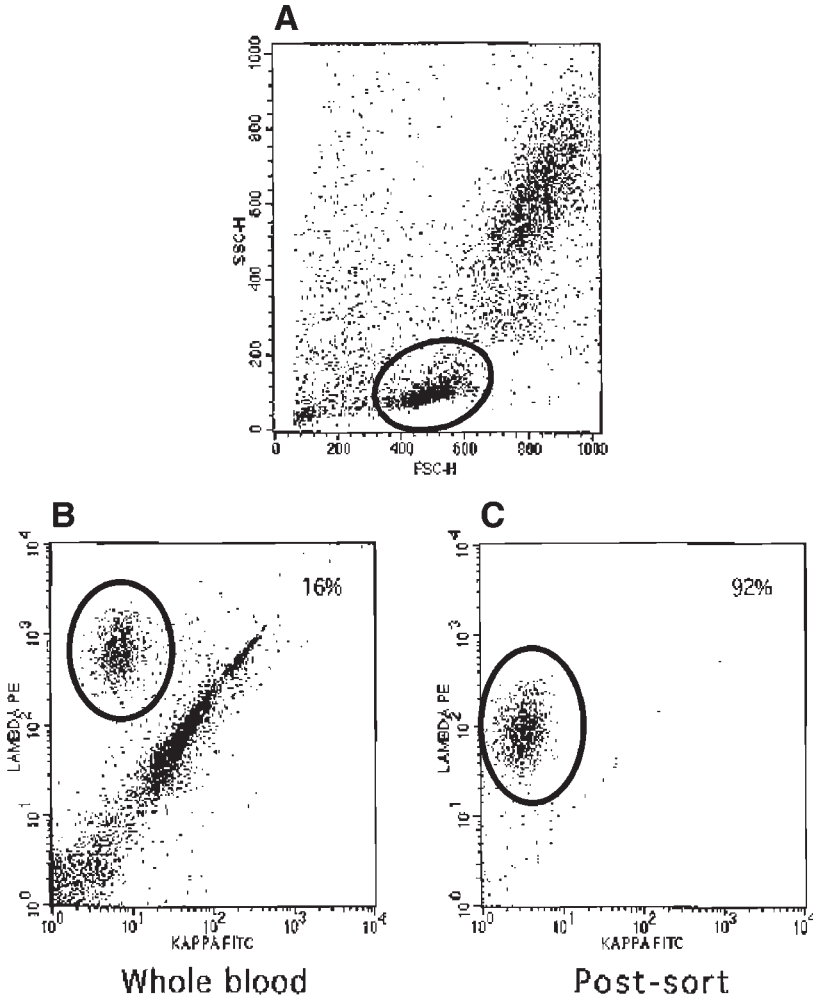 A
1000
800
600
400
200
0
SSC-H
0 200 400 600 800 1000
FSC-H
B
16%
10^4
10^3
10^2
10^1
10^0
LAMBDA PE
10^0 10^1 10^2 10^3 10^4
KAPPA FITC
Whole blood
C
92%
10^4
10^3
10^2
10^1
10^0
LAMBDA PE
10^0 10^1 10^2 10^3 10^4
KAPPA FITC
Post-sort